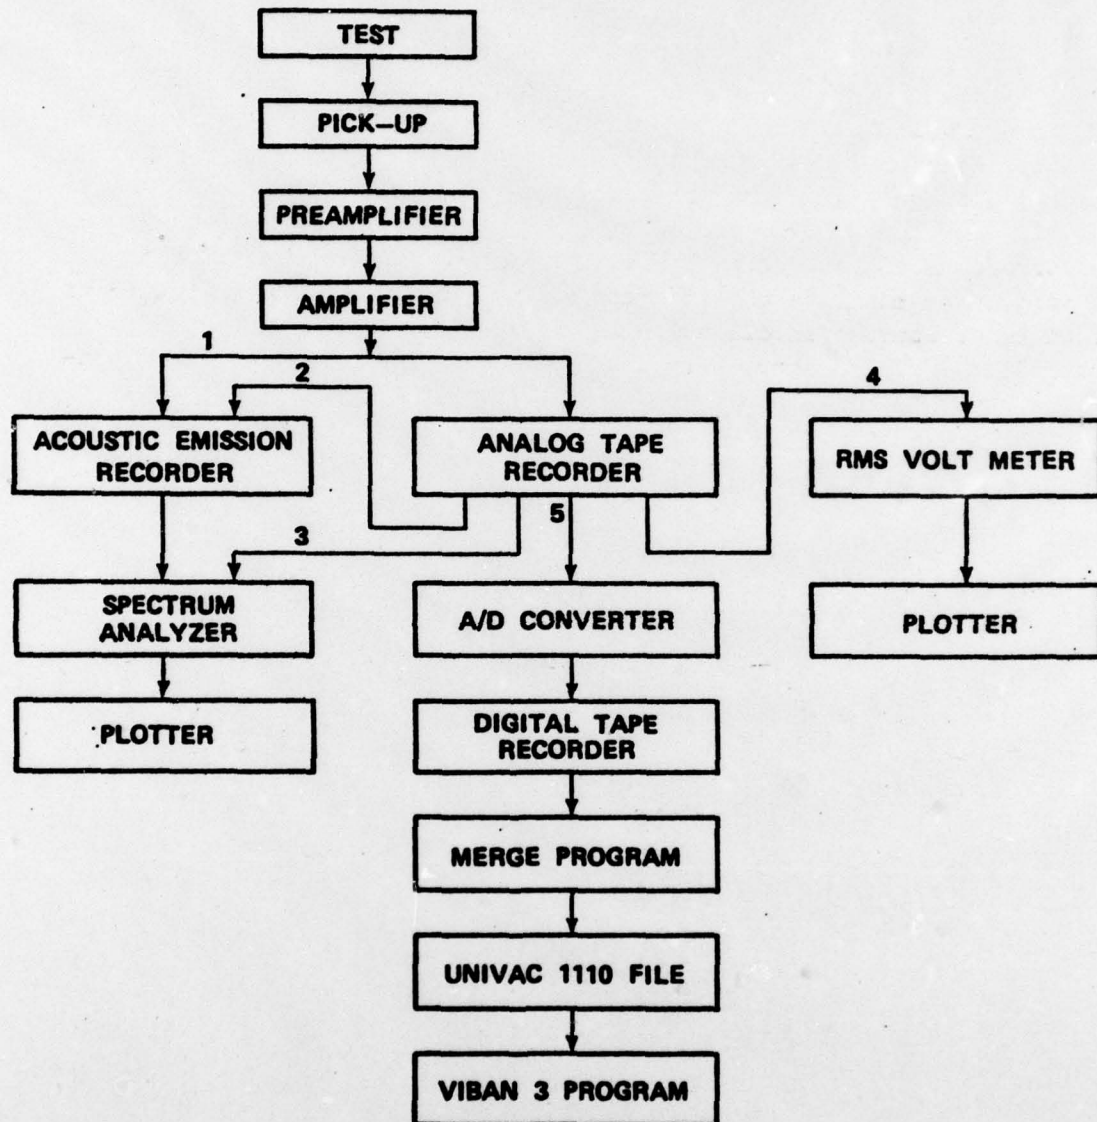 TEST
PICK-UP
PREAMPLIFIER
AMPLIFIER
1
2
4
ACOUSTIC EMISSION
RECORDER
ANALOG TAPE
RECORDER
RMS VOLT METER
3
5
SPECTRUM
ANALYZER
A/D CONVERTER
PLOTTER
PLOTTER
DIGITAL TAPE
RECORDER
MERGE PROGRAM
UNIVAC 1110 FILE
VIBAN 3 PROGRAM